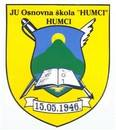 JU Osnovna škola "HUMCI"
HUMCI
15.05.1946